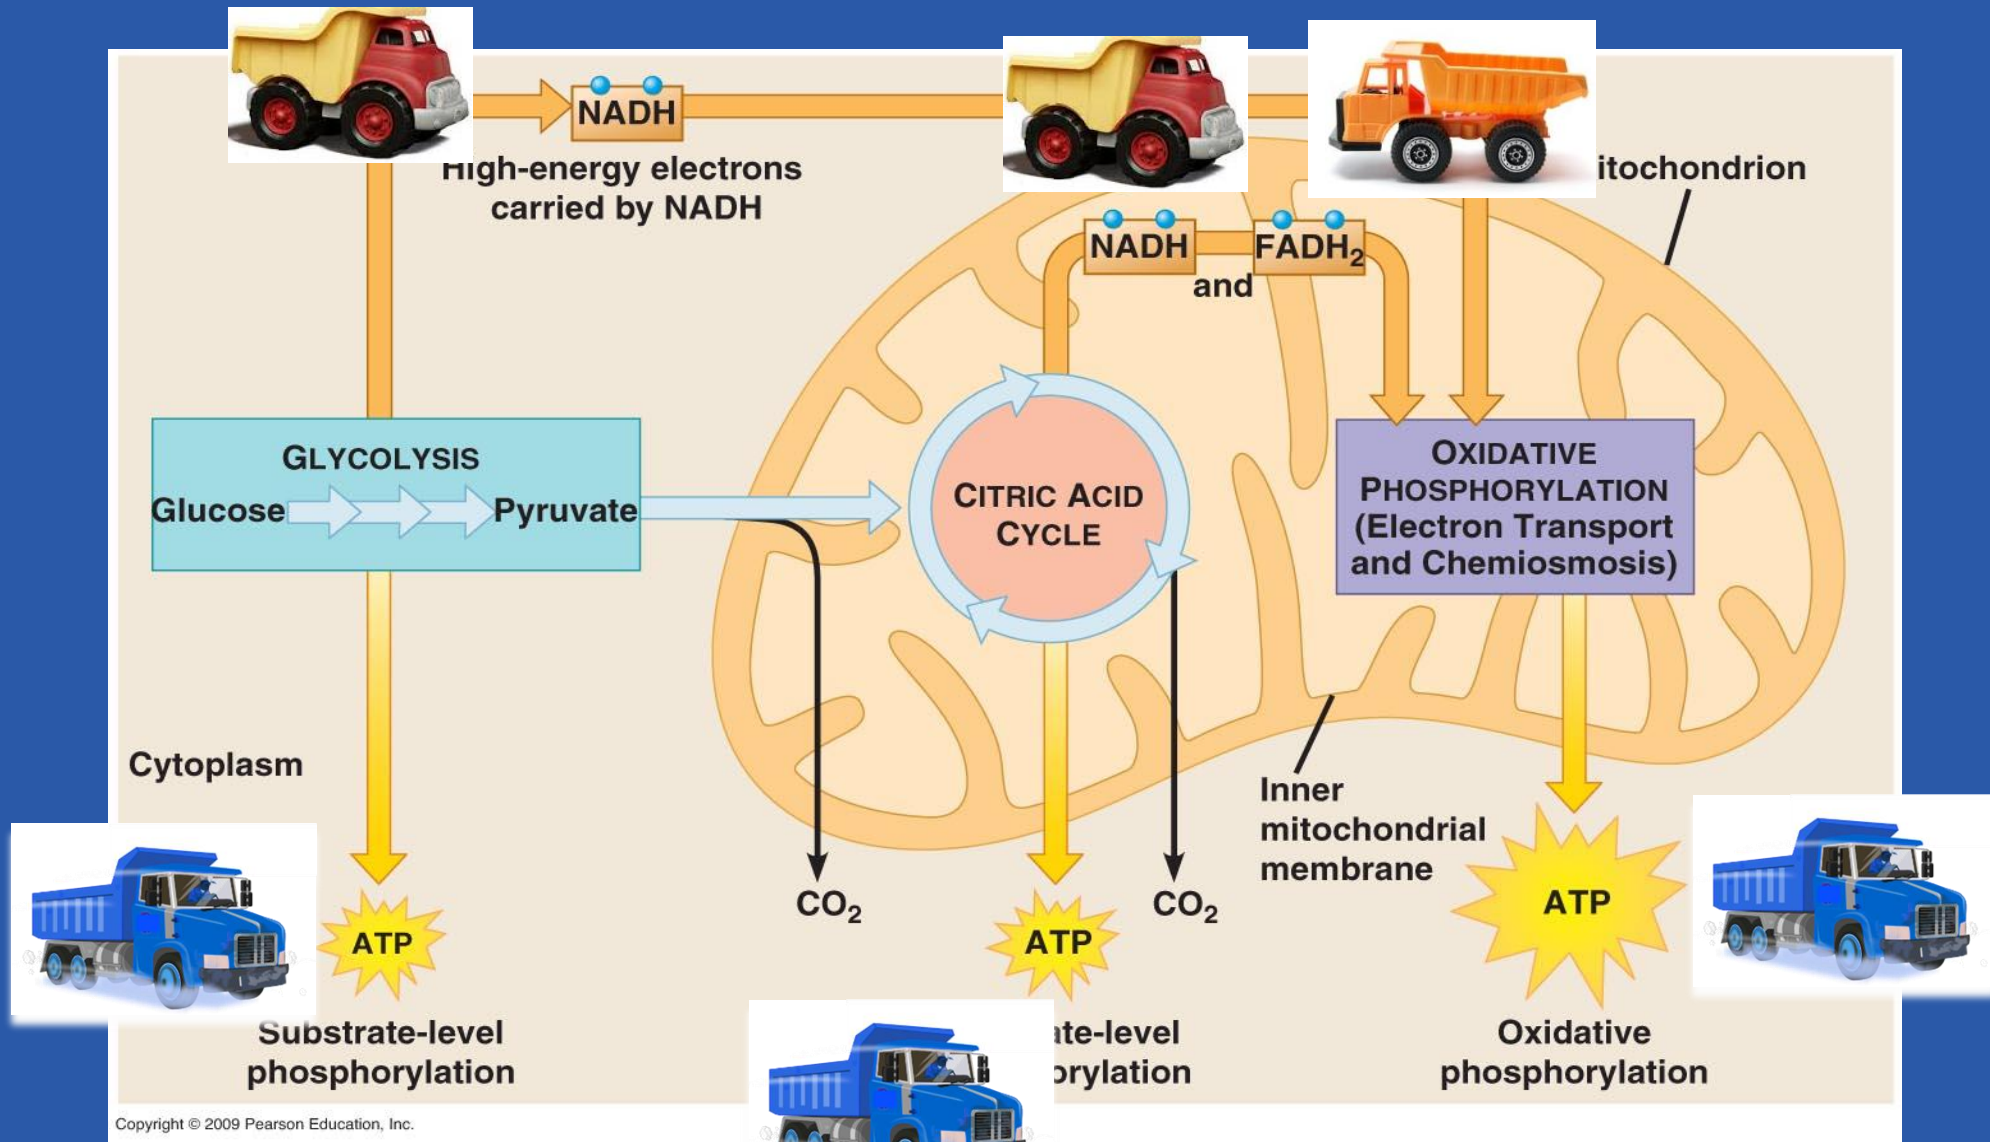 NADH
High-energy electrons
carried by NADH
itochondrion
NADH
FADH₂
and
GLYCOLYSIS
Glucose
Pyruvate
CITRIC ACID
CYCLE
OXIDATIVE
PHOSPHORYLATION
(Electron Transport
and Chemiosmosis)
Cytoplasm
Inner
mitochondrial
membrane
CO₂
CO₂
ATP
ATP
ATP
Substrate-level
phosphorylation
ate-level
orylation
Oxidative
phosphorylation
Copyright © 2009 Pearson Education, Inc.